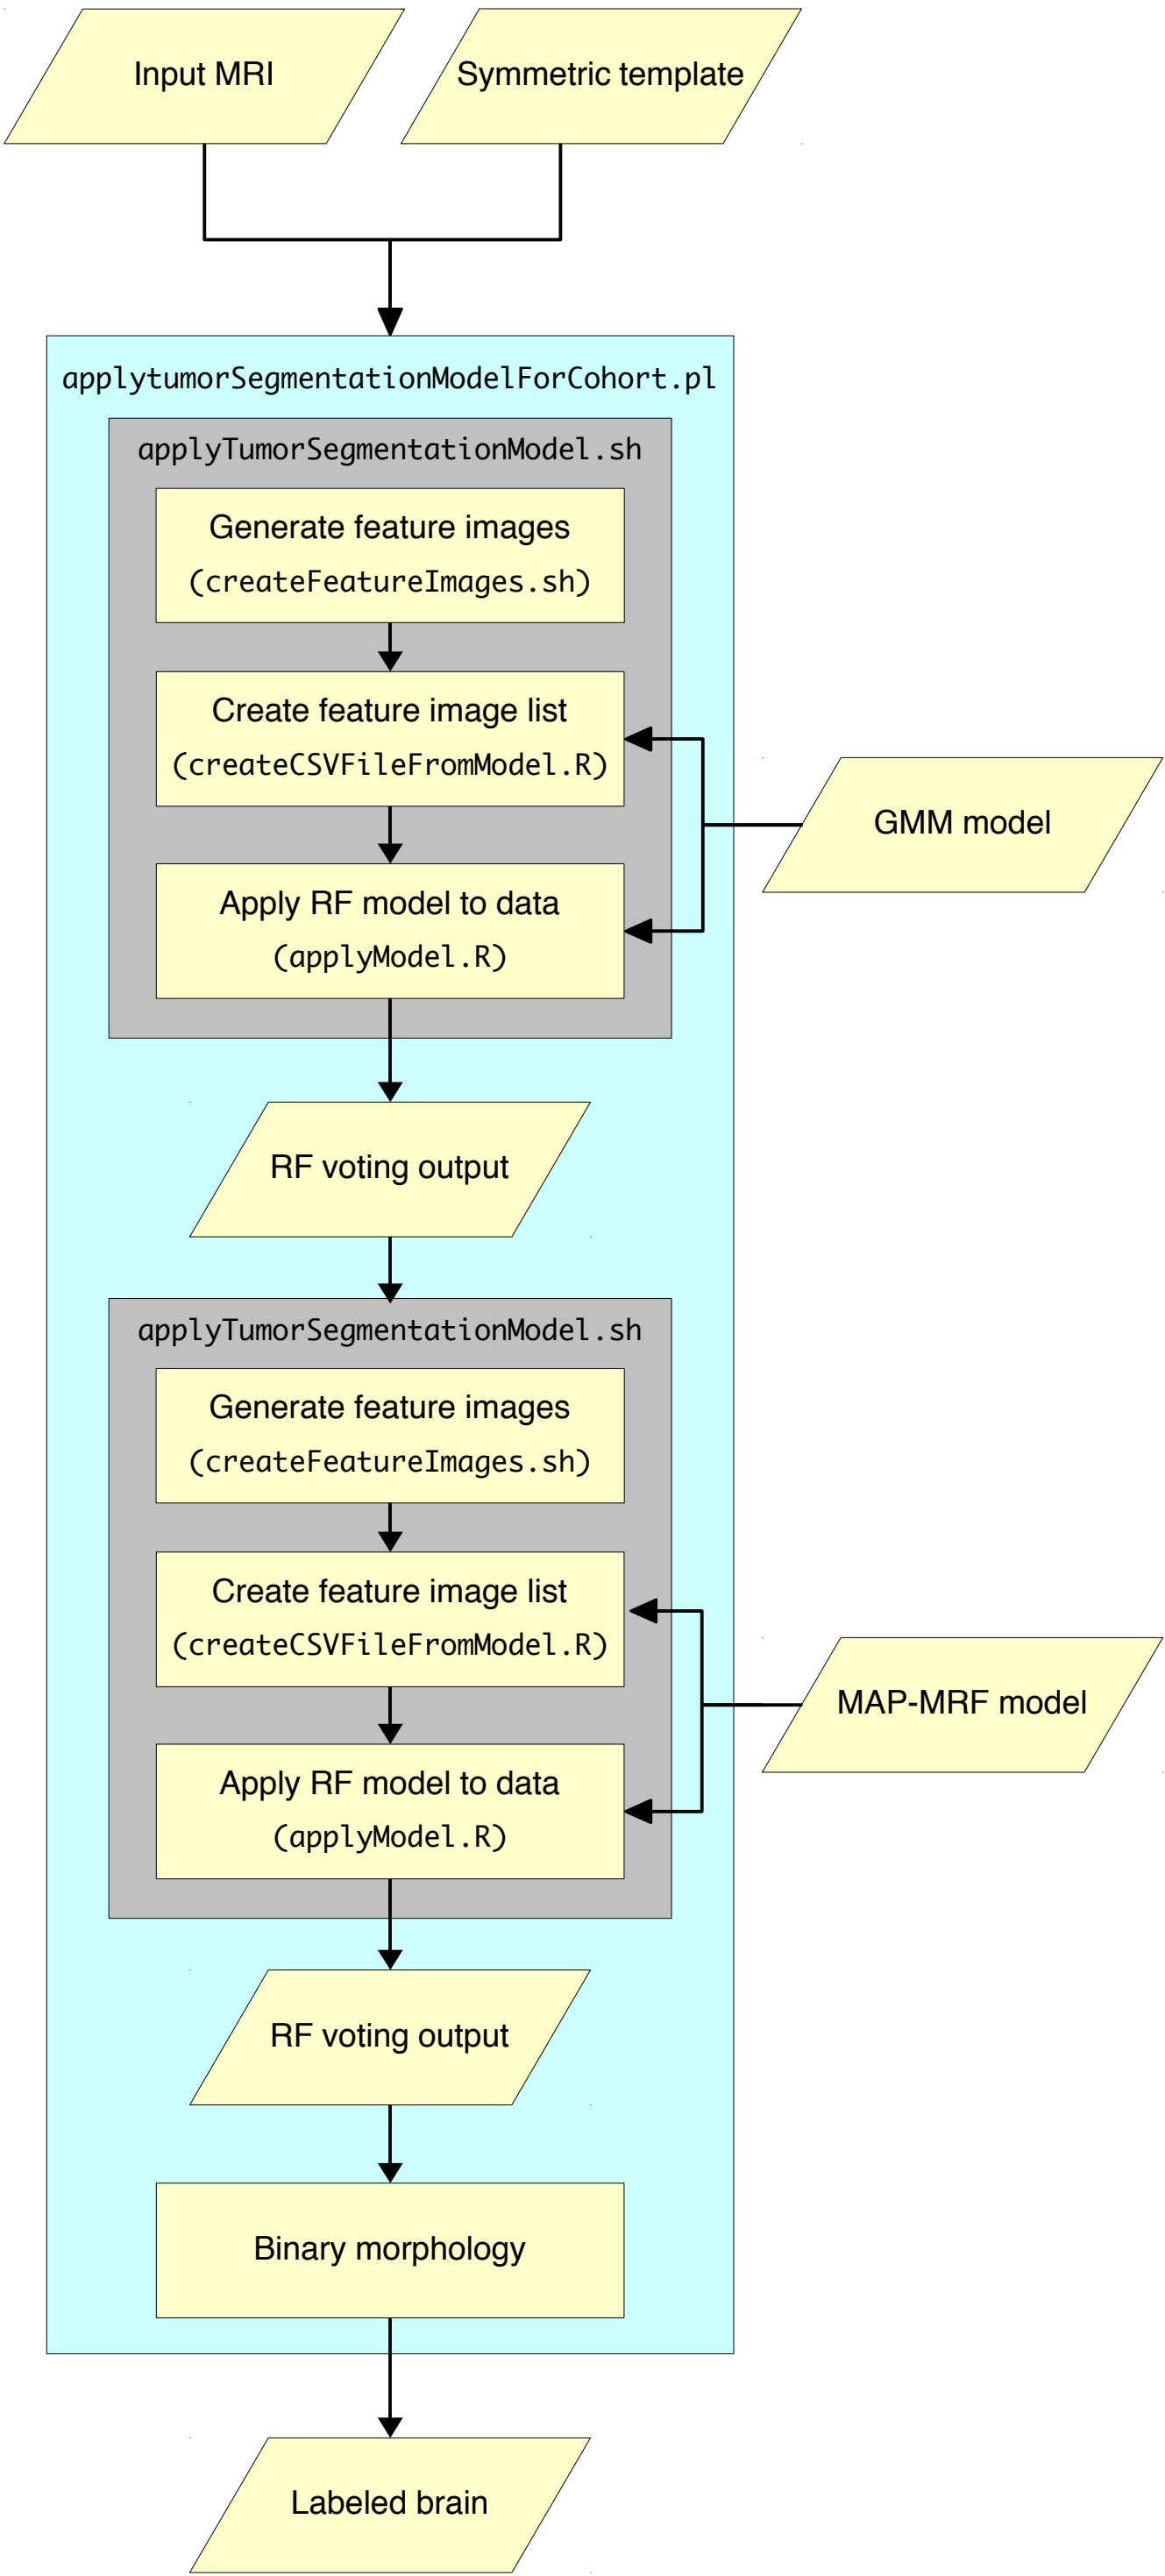 Input MRI
Symmetric template
applytumorSegmentationModelForCohort.pl
applyTumorSegmentationModel.sh
Generate feature images
(createFeatureImages.sh)
Create feature image list
(createCSVFileFromModel.R)
GMM model
Apply RF model to data
(applyModel.R)
RF voting output
applyTumorSegmentationModel.sh
Generate feature images
(createFeatureImages.sh)
Create feature image list
(createCSVFileFromModel.R)
MAP-MRF model
Apply RF model to data
(applyModel.R)
RF voting output
Binary morphology
Labeled brain